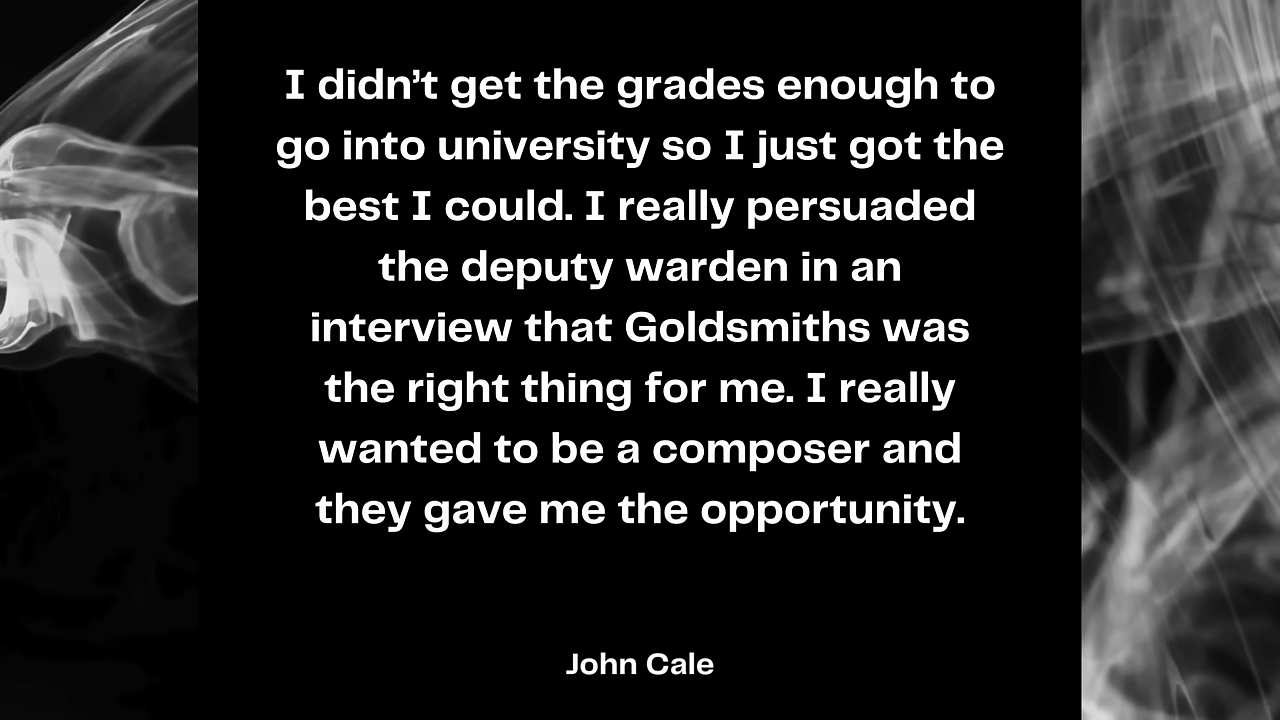 I didn’t get the grades enough to
go into university so I just got the
best I could. I really persuaded
the deputy warden in an
interview that Goldsmiths was
the right thing for me. I really
wanted to be a composer and
they gave me the opportunity.
John Cale